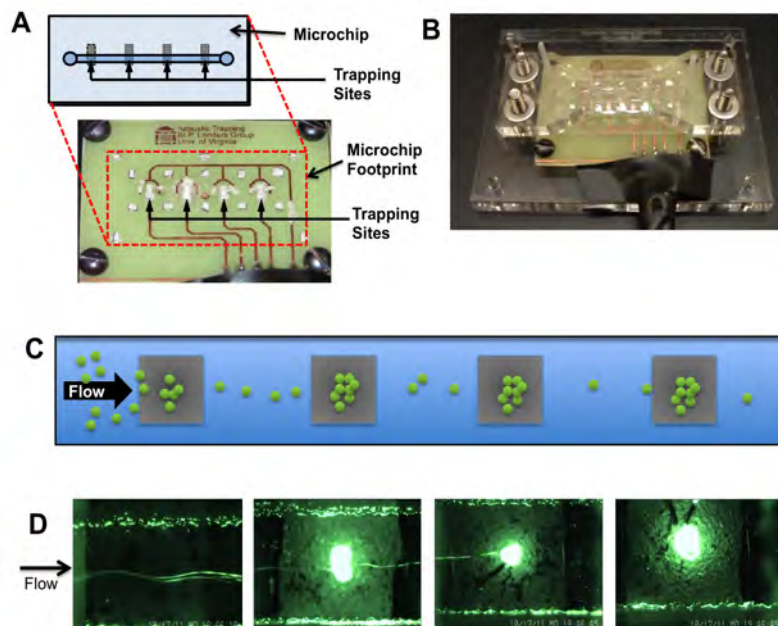 A
Microchip
Trapping
Sites
Acoustic Trapping
J.P. Landers Group
Univ. of Virginia
Microchip
Footprint
Trapping
Sites
B
C
Flow
D
Flow